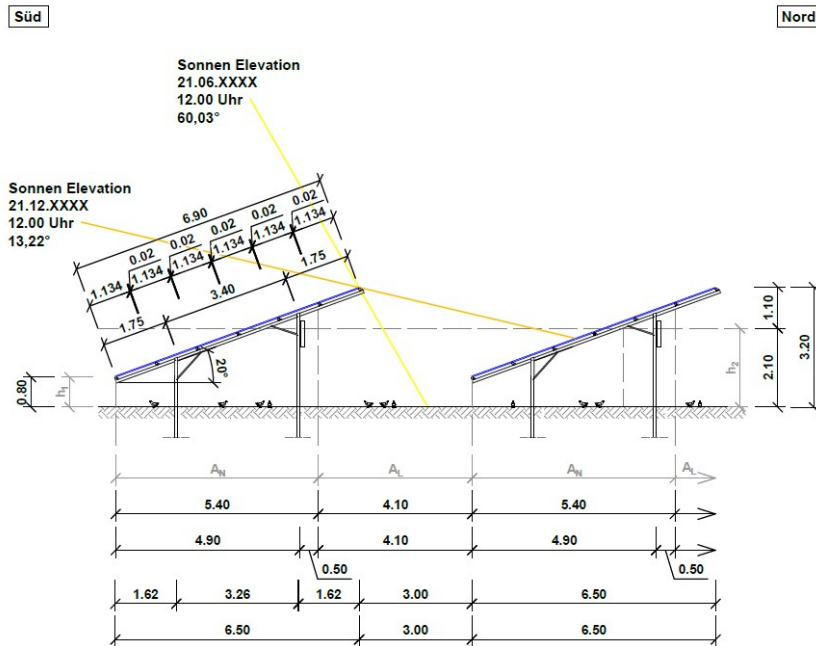 Süd
Nord
Sonnen Elevation
21.06.XXXX
12.00 Uhr
60,03°
Sonnen Elevation
21.12.XXXX
12.00 Uhr
13,22°
6.90
0.02 0.02 0.02 0.02 0.02
1.134 1.134 1.134 1.134 1.134 1.134
1.75 3.40 1.75
20°
0.80
h1
1.10
2.10
3.20
h2
AN AL AN AL
5.40 4.10 5.40
4.90 4.10 4.90
0.50 0.50
1.62 3.26 1.62 3.00 6.50
6.50 3.00 6.50